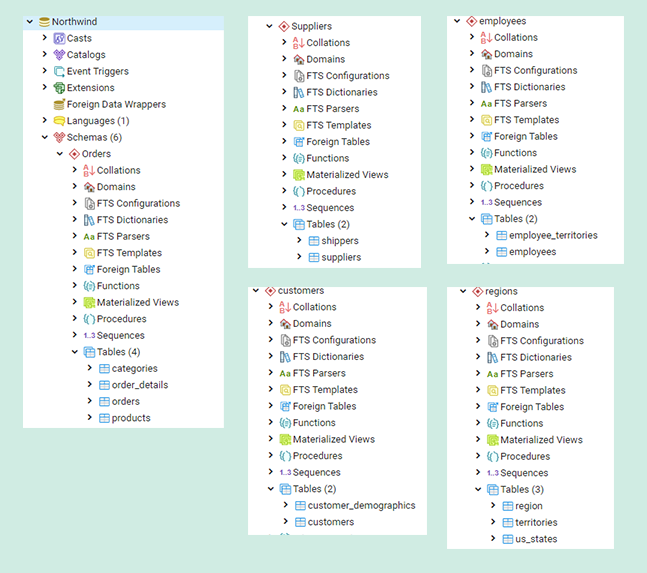 Northwind
Casts
Catalogs
Event Triggers
Extensions
Foreign Data Wrappers
Languages (1)
Schemas (6)
Orders
Collations
Domains
FTS Configurations
FTS Dictionaries
Aa FTS Parsers
FTS Templates
Foreign Tables
Functions
Materialized Views
Procedures
1..3 Sequences
Tables (4)
categories
order_details
orders
products
Suppliers
Collations
Domains
FTS Configurations
FTS Dictionaries
Aa FTS Parsers
FTS Templates
Foreign Tables
Functions
Materialized Views
Procedures
1..3 Sequences
Tables (2)
shippers
suppliers
employees
Collations
Domains
FTS Configurations
FTS Dictionaries
Aa FTS Parsers
FTS Templates
Foreign Tables
Functions
Materialized Views
Procedures
1..3 Sequences
Tables (2)
employee_territories
employees
customers
Collations
Domains
FTS Configurations
FTS Dictionaries
Aa FTS Parsers
FTS Templates
Foreign Tables
Functions
Materialized Views
Procedures
1..3 Sequences
Tables (2)
customer_demographics
customers
regions
Collations
Domains
FTS Configurations
FTS Dictionaries
Aa FTS Parsers
FTS Templates
Foreign Tables
Functions
Materialized Views
Procedures
1..3 Sequences
Tables (3)
region
territories
us_states